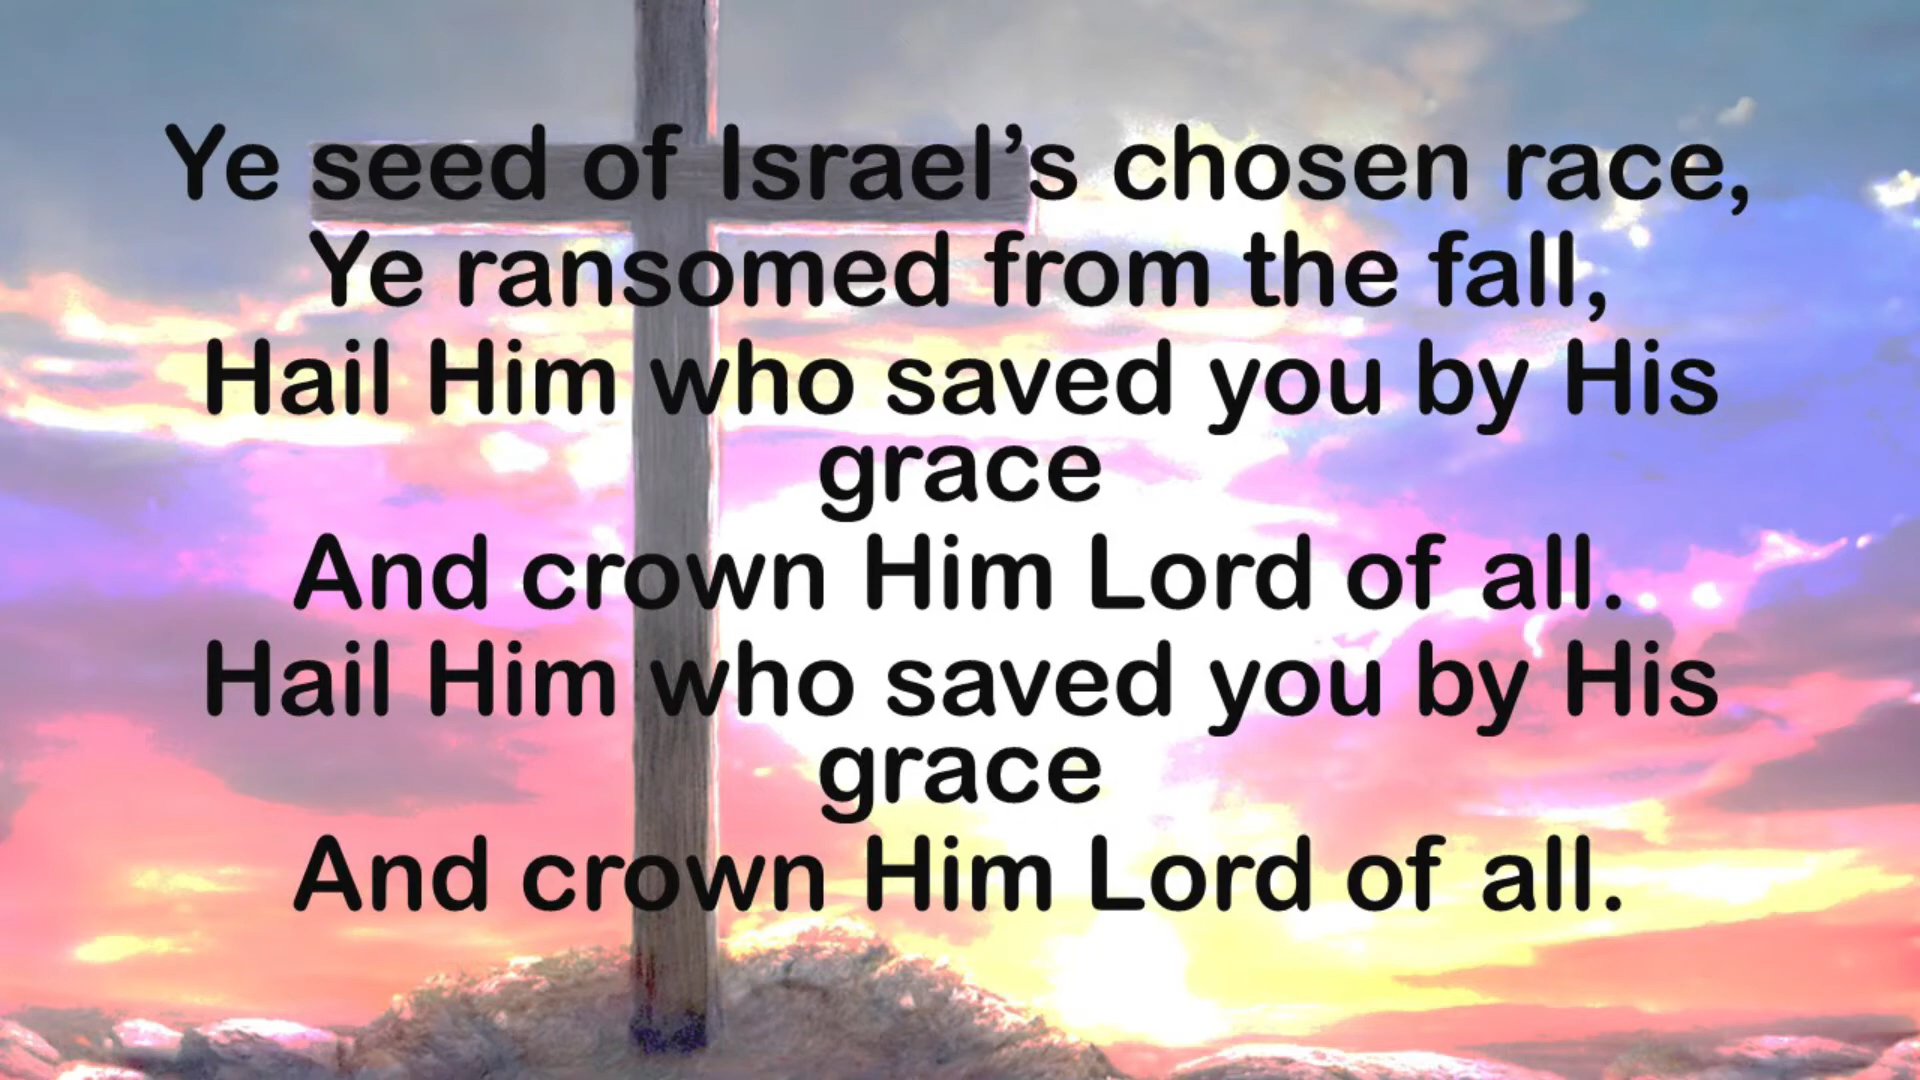 Ye seed of Israel’s chosen race,
Ye ransomed from the fall,
Hail Him who saved you by His
grace
And crown Him Lord of all.
Hail Him who saved you by His
grace
And crown Him Lord of all.